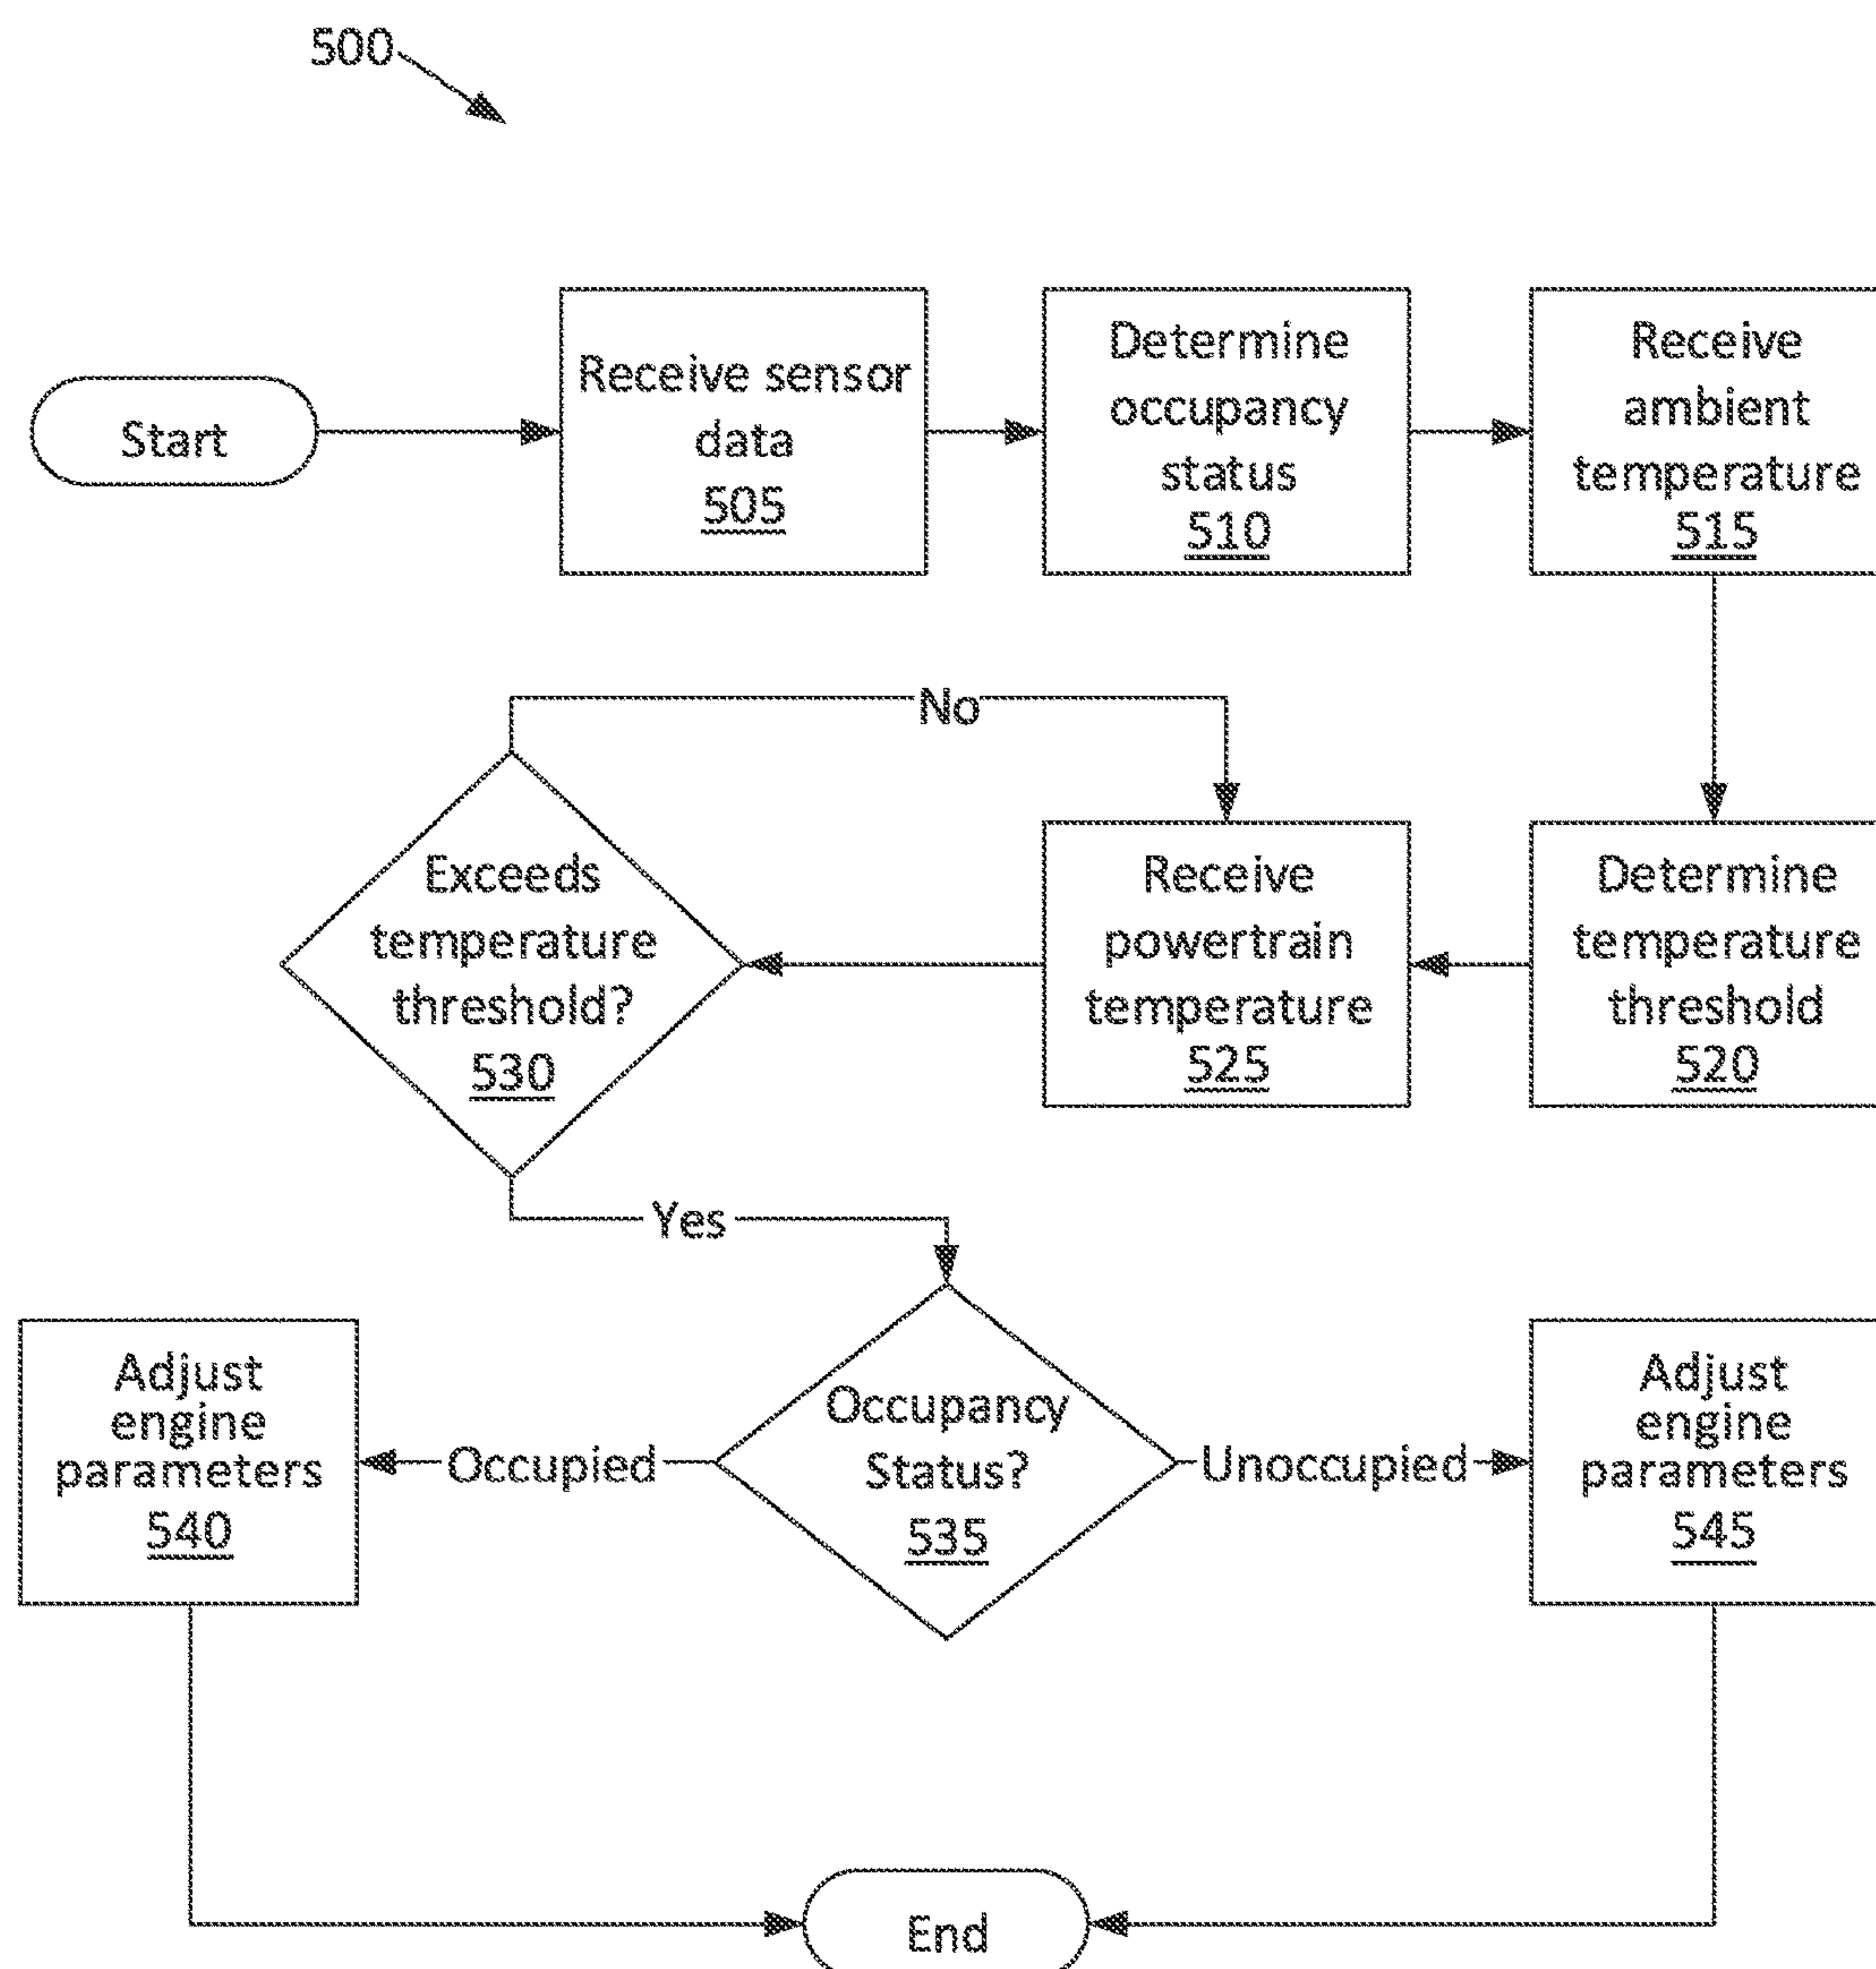 500
Start
Receive sensor
data
505
Determine
occupancy
status
510
Receive
ambient
temperature
515
No
Exceeds
temperature
threshold?
530
Receive
powertrain
temperature
525
Determine
temperature
threshold
520
Yes
Adjust
engine
parameters
540
Occupied
Occupancy
Status?
535
Unoccupied
Adjust
engine
parameters
545
End